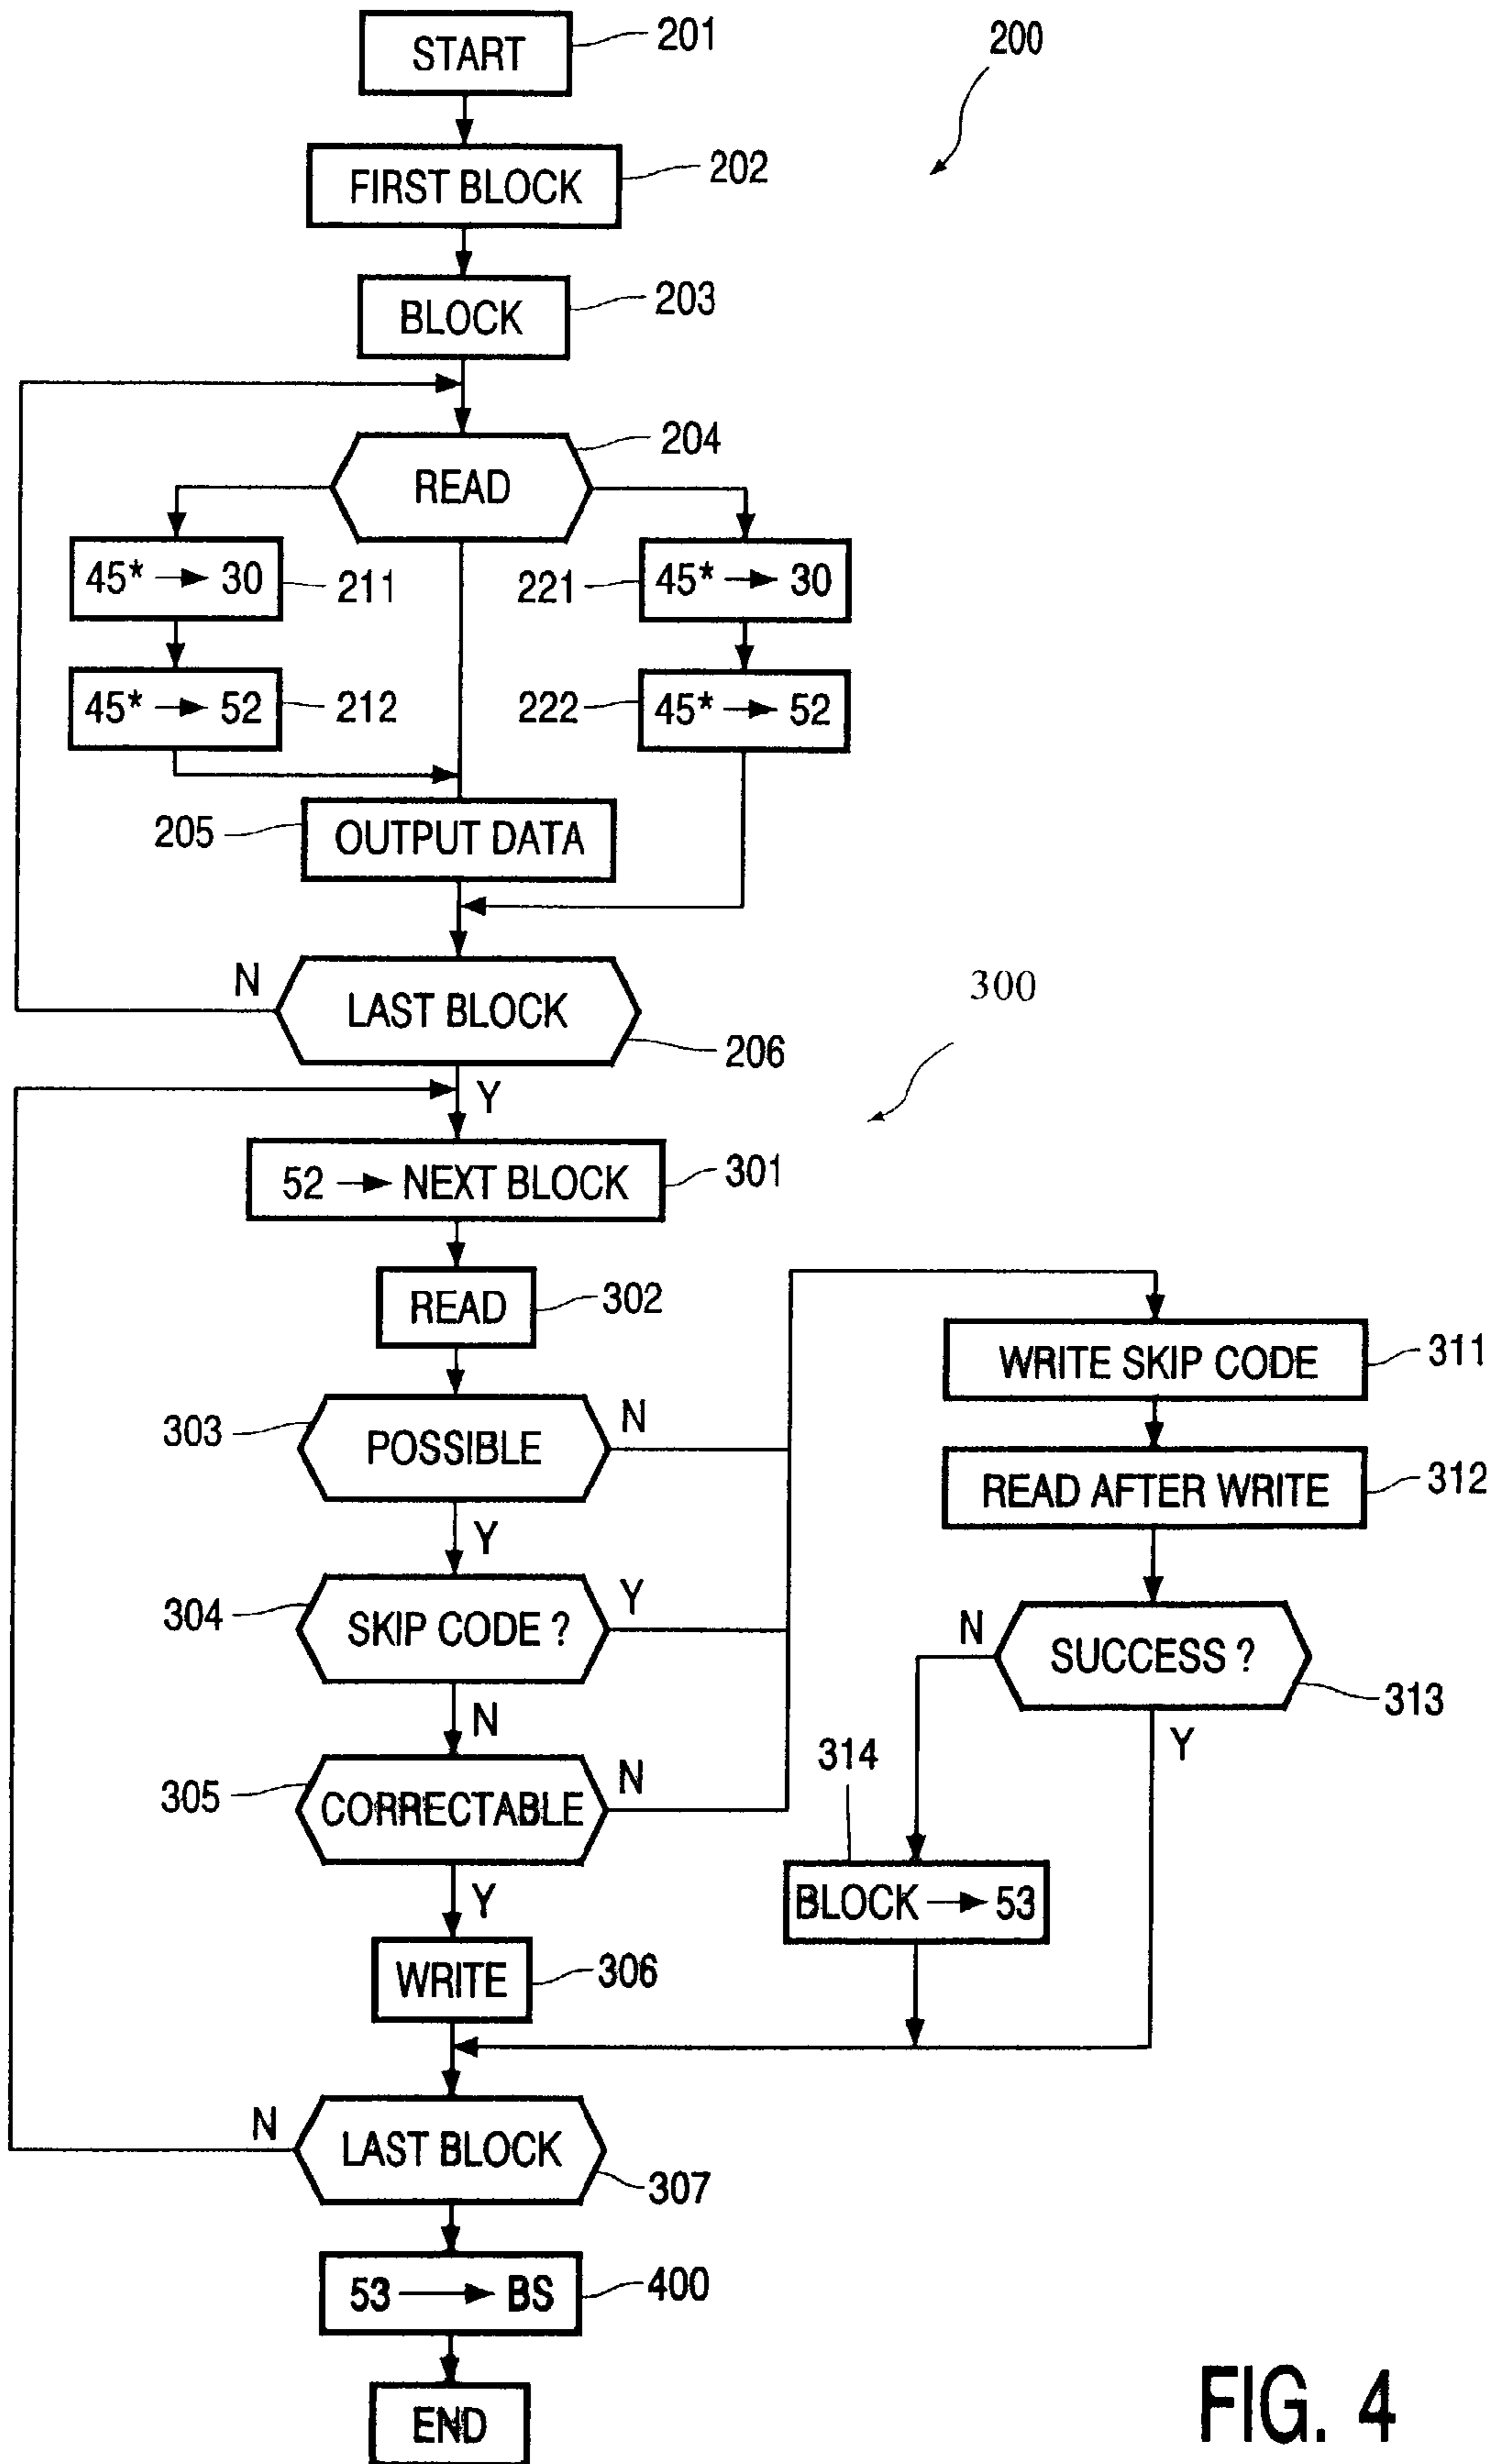 START
201
200
FIRST BLOCK
202
BLOCK
203
READ
204
45* → 30
211
221
45* → 30
45* → 52
212
222
45* → 52
205
OUTPUT DATA
N
LAST BLOCK
206
300
Y
52 → NEXT BLOCK
301
READ
302
WRITE SKIP CODE
311
303
POSSIBLE
N
READ AFTER WRITE
312
Y
304
SKIP CODE ?
Y
N
SUCCESS ?
313
N
Y
305
CORRECTABLE
N
314
Y
BLOCK → 53
WRITE
306
N
LAST BLOCK
307
53 → BS
400
END
FIG. 4